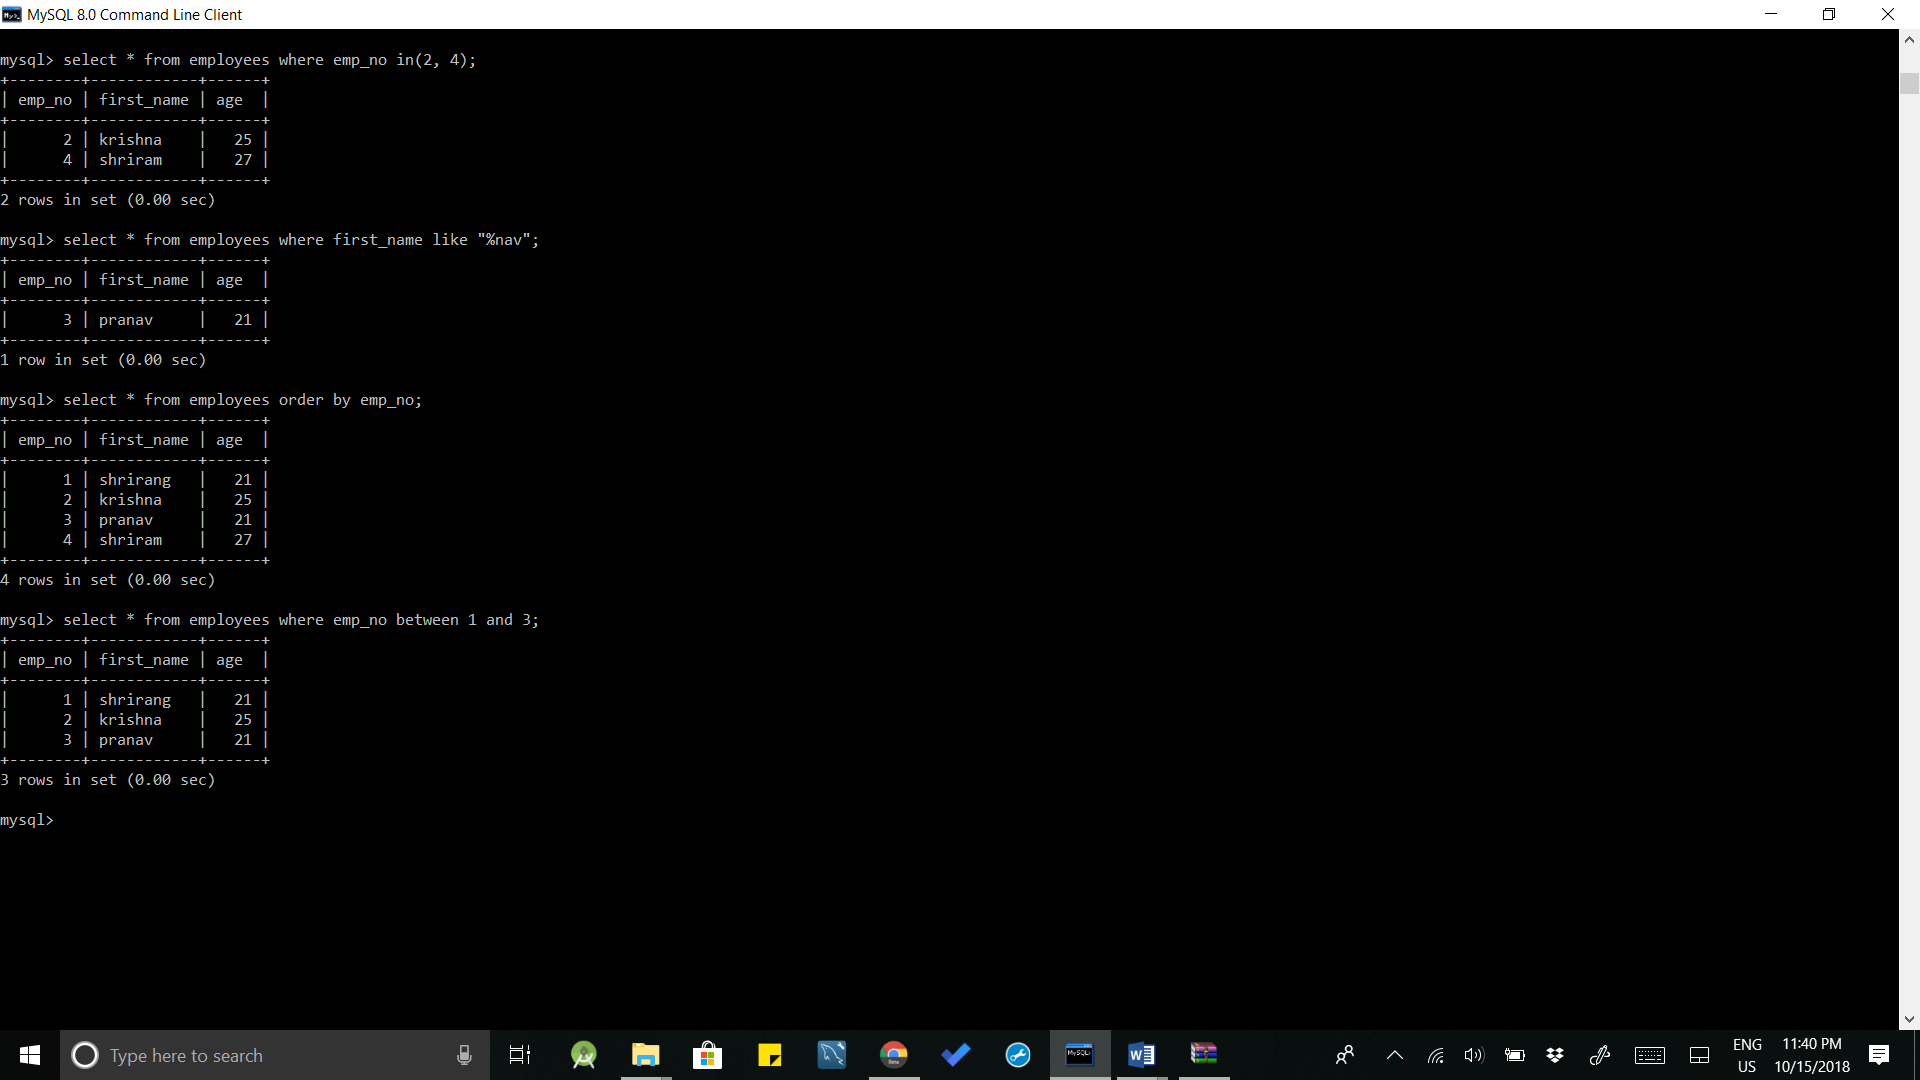 MySQL 8.0 Command Line Client
mysql> select * from employees where emp_no in(2, 4);
+--------+------------+------+
| emp_no | first_name | age  |
+--------+------------+------+
|      2 | krishna    |   25 |
|      4 | shriram    |   27 |
+--------+------------+------+
2 rows in set (0.00 sec)
mysql> select * from employees where first_name like "%nav";
+--------+------------+------+
| emp_no | first_name | age  |
+--------+------------+------+
|      3 | pranav     |   21 |
+--------+------------+------+
1 row in set (0.00 sec)
mysql> select * from employees order by emp_no;
+--------+------------+------+
| emp_no | first_name | age  |
+--------+------------+------+
|      1 | shrirang   |   21 |
|      2 | krishna    |   25 |
|      3 | pranav     |   21 |
|      4 | shriram    |   27 |
+--------+------------+------+
4 rows in set (0.00 sec)
mysql> select * from employees where emp_no between 1 and 3;
+--------+------------+------+
| emp_no | first_name | age  |
+--------+------------+------+
|      1 | shrirang   |   21 |
|      2 | krishna    |   25 |
|      3 | pranav     |   21 |
+--------+------------+------+
3 rows in set (0.00 sec)
mysql>
Type here to search
ENG
US
11:40 PM
10/15/2018